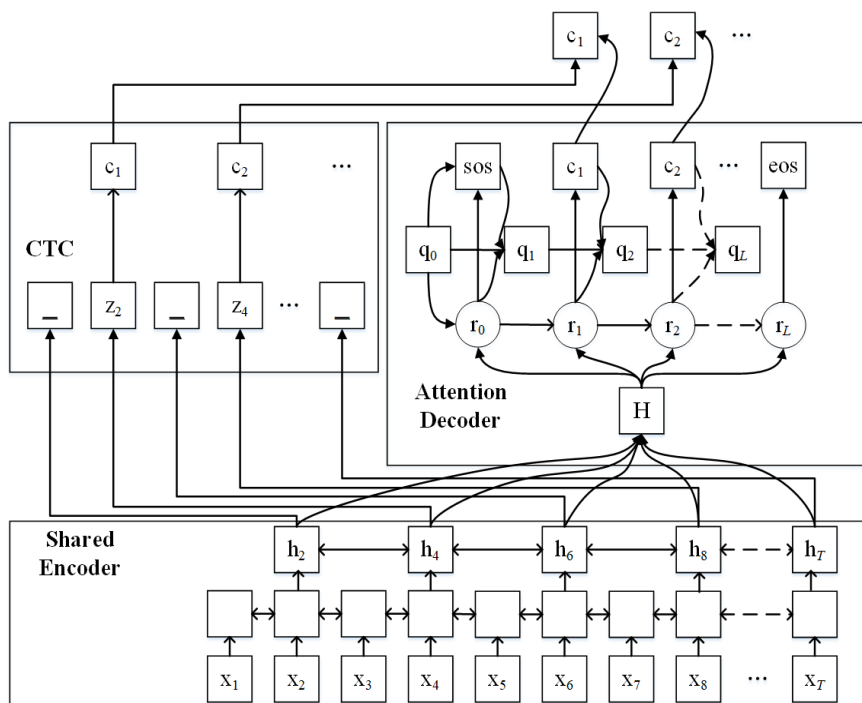 c1 c2 ...
c1 c2 ... sos c1 c2 ... eos
CTC q0 q1 q2 qL
_ z2 _ z4 ... _ r0 r1 r2 rL
Attention
Decoder
H
Shared
Encoder
h2 h4 h6 h8 hT
x1 x2 x3 x4 x5 x6 x7 x8 ... xT